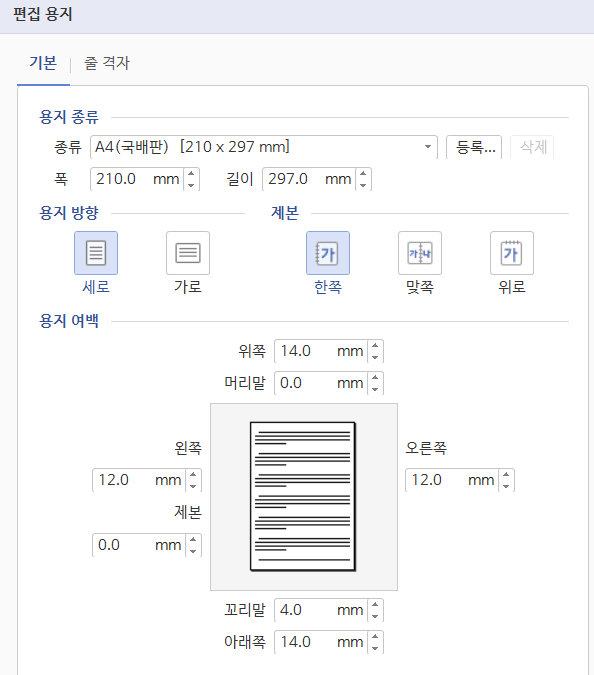 편집 용지
기본 줄 격자
용지 종류
종류 A4(국배판) [210 x 297 mm] 등록... 삭제
폭 210.0 mm 길이 297.0 mm
용지 방향 제본
가 가 나 가
세로 가로 한쪽 맞쪽 위로
용지 여백
위쪽 14.0 mm
머리말 0.0 mm
왼쪽 오른쪽
12.0 mm 12.0 mm
제본
0.0 mm
꼬리말 4.0 mm
아래쪽 14.0 mm